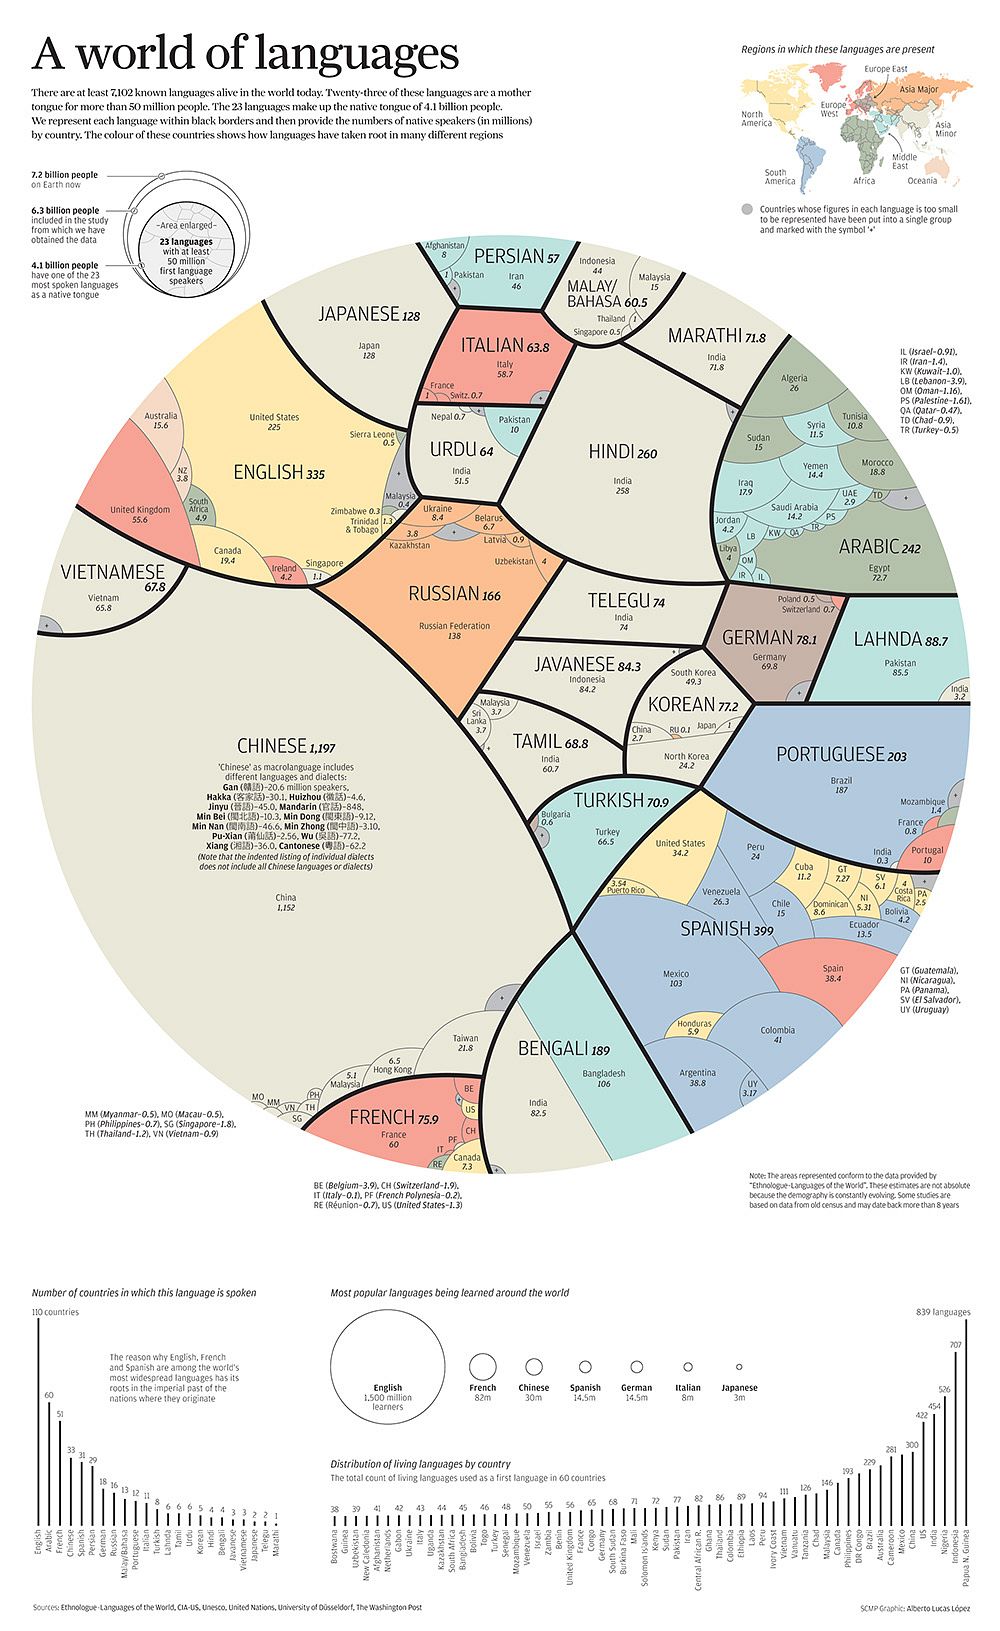 A world of languages
There are at least 7,102 known languages alive in the world today. Twenty-three of these languages are a mother
tongue for more than 50 million people. The 23 languages make up the native tongue of 4.1 billion people.
We represent each language within black borders and then provide the numbers of native speakers (in millions)
by country. The colour of these countries shows how languages have taken root in many different regions
7.2 billion people
on Earth now
6.3 billion people
included in the study
from which we have
obtained the data
4.1 billion people
have one of the 23
most spoken languages
as a native tongue
–Area enlarged–
23 languages
with at least
50 million
first language
speakers
Regions in which these languages are present
North
America
South
America
Europe
West
Europe East
Asia Major
Asia
Minor
Middle
East
Africa
Oceania
Countries whose figures in each language is too small
to be represented have been put into a single group
and marked with the symbol '+'
PERSIAN 57
Afghanistan
8
1 Pakistan
Iran
46
MALAY/
BAHASA 60.5
Indonesia
44
Malaysia
15
Thailand 1
Singapore 0.5
JAPANESE 128
Japan
128
ITALIAN 63.8
Italy
58.7
France
1
Switz. 0.7
MARATHI 71.8
India
71.8
URDU 64
Nepal 0.7
Pakistan
10
India
51.5
HINDI 260
India
258
ENGLISH 335
United States
225
Australia
15.6
NZ
3.8
United Kingdom
55.6
South
Africa
4.9
Canada
19.4
Ireland
4.2
Singapore
1.1
Sierra Leone
0.5
Malaysia
0.4
Zimbabwe 0.3
Trinidad
& Tobago
1.3
ARABIC 242
Algeria
26
Tunisia
10.8
Syria
11.5
Sudan
15
Yemen
14.4
Morocco
18.8
Iraq
17.9
Saudi Arabia
14.2
UAE
2.9
TD
Jordan
4.2
LB
KW
QA
TR
PS
Libya
4
OM
IR
IL
Egypt
72.7
IL (Israel–0.91),
IR (Iran–1.4),
KW (Kuwait–1.0),
LB (Lebanon–3.9),
OM (Oman–1.16),
PS (Palestine–1.61),
QA (Qatar–0.47),
TD (Chad–0.9),
TR (Turkey–0.5)
VIETNAMESE
67.8
Vietnam
65.8
RUSSIAN 166
Ukraine
8.4
Belarus
6.7
3.8
Kazakhstan
Latvia 0.9
Uzbekistan 4
Russian Federation
138
TELEGU 74
India
74
GERMAN 78.1
Poland 0.5
Switzerland 0.7
Germany
69.8
LAHNDA 88.7
Pakistan
85.5
India
3.2
JAVANESE 84.3
Indonesia
84.2
KOREAN 77.2
South Korea
49.3
China
2.7
RU 0.1
Japan 1
North Korea
24.2
TAMIL 68.8
Malaysia
3.7
Sri
Lanka
3.7
India
60.7
PORTUGUESE 203
Brazil
187
Mozambique
1.4
France
0.8
India
0.3
Portugal
10
CHINESE 1,197
'Chinese' as macrolanguage includes
different languages and dialects:
Gan (贛語)–20.6 million speakers,
Hakka (客家話)–30.1, Huizhou (徽話)–4.6,
Jinyu (晉語)–45.0, Mandarin (官話)–848,
Min Bei (閩北語)–10.3, Min Dong (閩東語)–9.12,
Min Nan (閩南語)–46.6, Min Zhong (閩中語)–3.10,
Pu-Xian (莆仙話)–2.56, Wu (吳語)–77.2,
Xiang (湘語)–36.0, Cantonese (粵語)–62.2
(Note that the indented listing of individual dialects
does not include all Chinese languages or dialects)
China
1,152
Taiwan
21.8
6.5
Hong Kong
5.1
Malaysia
PH
TH
SG
VN
MM
MO
TURKISH 70.9
Bulgaria
0.6
Turkey
66.5
SPANISH 399
United States
34.2
3.54
Puerto Rico
Peru
24
Venezuela
26.3
Cuba
11.2
GT
7.27
SV
6.1
4
Costa
Rica
PA
2.5
Chile
15
Dominican
8.6
NI
5.31
Bolivia
4.2
Ecuador
13.5
Mexico
103
Spain
38.4
Honduras
5.9
Colombia
41
Argentina
38.8
UY
3.17
GT (Guatemala),
NI (Nicaragua),
PA (Panama),
SV (El Salvador),
UY (Uruguay)
BENGALI 189
Bangladesh
106
India
82.5
FRENCH 75.9
France
60
BE
US
CH
PF
IT
RE
Canada
7.3
MM (Myanmar–0.5), MO (Macau–0.5),
PH (Philippines–0.7), SG (Singapore–1.8),
TH (Thailand–1.2), VN (Vietnam–0.9)
BE (Belgium–3.9), CH (Switzerland–1.9),
IT (Italy–0.1), PF (French Polynesia–0.2),
RE (Réunion–0.7), US (United States–1.3)
Note: The areas represented conform to the data provided by
"Ethnologue–Languages of the World". These estimates are not absolute
because the demography is constantly evolving. Some studies are
based on data from old census and may date back more than 8 years
Number of countries in which this language is spoken
110 countries
60
51
33
31
29
18
16
13
12
11
8
6
6
6
5
4
4
3
3
2
2
1
The reason why English, French
and Spanish are among the world's
most widespread languages has its
roots in the imperial past of the
nations where they originate
English
Arabic
French
Chinese
Spanish
Persian
German
Russian
Malay/Bahasa
Portuguese
Italian
Turkish
Lahnda
Tamil
Urdu
Korean
Hindi
Bengali
Javanese
Vietnamese
Japanese
Telega
Marathi
Most popular languages being learned around the world
English
1,500 million
learners
French
82m
Chinese
30m
Spanish
14.5m
German
14.5m
Italian
8m
Japanese
3m
Distribution of living languages by country
The total count of living languages used as a first language in 60 countries
38
39
41
42
43
44
45
46
48
50
55
56
65
68
71
72
77
82
86
89
94
111
126
146
193
229
281
300
422
454
526
707
839 languages
Botswana
Guinea
Uzbekistan
New Caledonia
Afghanistan
Netherlands
Gabon
Ukraine
Italy
Uganda
Kazakhstan
South Africa
Bangladesh
Bolivia
Togo
Turkey
Senegal
Mozambique
Venezuela
Israel
Zambia
Benin
United Kingdom
France
Congo
Germany
South Sudan
Burkina Faso
Mali
Solomon Islands
Kenya
Sudan
Pakistan
Iran
Central African R.
Ghana
Thailand
Colombia
Ethiopia
Laos
Peru
Ivory Coast
Vietnam
Vanuatu
Tanzania
Chad
Malaysia
Canada
Philippines
DR Congo
Brazil
Australia
Cameroon
Mexico
China
US
India
Nigeria
Indonesia
Papua N. Guinea
Sources: Ethnologue–Languages of the World, CIA-US, Unesco, United Nations, University of Düsseldorf, The Washington Post
SCMP Graphic: Alberto Lucas López